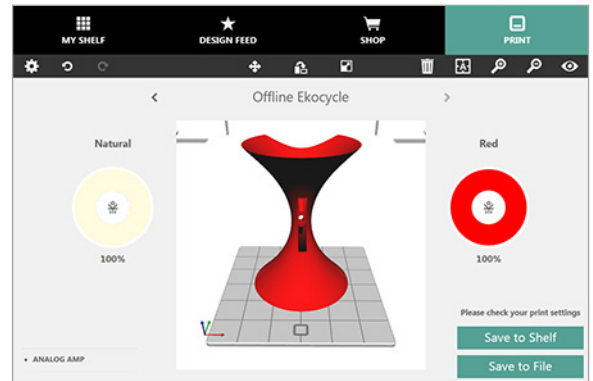 MY SHELF
DESIGN FEED
SHOP
PRINT
A
Offline Ekocycle
Natural
100%
Red
100%
Please check your print settings
Save to Shelf
Save to File
• ANALOG AMP